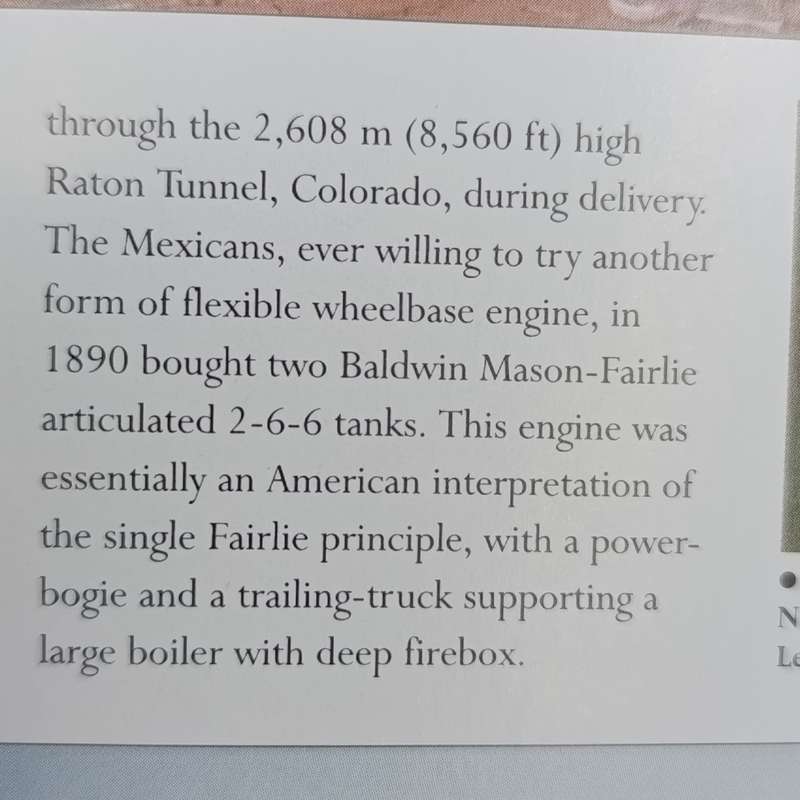 through the 2,608 m (8,560 ft) high
Raton Tunnel, Colorado, during delivery.
The Mexicans, ever willing to try another
form of flexible wheelbase engine, in
1890 bought two Baldwin Mason-Fairlie
articulated 2-6-6 tanks. This engine was
essentially an American interpretation of
the single Fairlie principle, with a power-
bogie and a trailing-truck supporting a
large boiler with deep firebox.